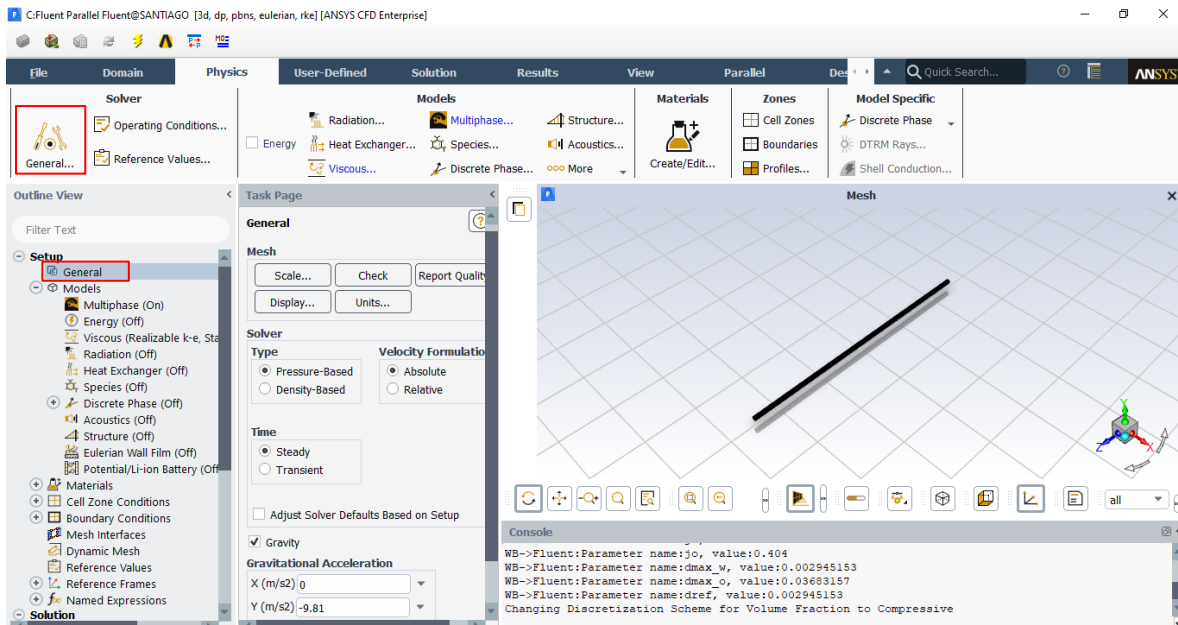 C:Fluent Parallel Fluent@SANTIAGO [3d, dp, pbns, eulerian, rke] [ANSYS CFD Enterprise]
File Domain Physics User-Defined Solution Results View Parallel Des Quick Search... ANSYS
Solver Models Materials Zones Model Specific
General...
Operating Conditions...
Reference Values...
Energy
Radiation...
Heat Exchanger...
Viscous...
Multiphase...
Species...
Discrete Phase...
Structure...
Acoustics...
More
Create/Edit...
Cell Zones
Boundaries
Profiles...
Discrete Phase
DTRM Rays...
Shell Conduction...
Outline View
Filter Text
Setup
General
Models
Multiphase (On)
Energy (Off)
Viscous (Realizable k-e, Sta
Radiation (Off)
Heat Exchanger (Off)
Species (Off)
Discrete Phase (Off)
Acoustics (Off)
Structure (Off)
Eulerian Wall Film (Off)
Potential/Li-ion Battery (Off
Materials
Cell Zone Conditions
Boundary Conditions
Mesh Interfaces
Dynamic Mesh
Reference Values
Reference Frames
Named Expressions
Solution
Task Page
General
Mesh
Scale... Check Report Quality
Display... Units...
Solver
Type
Pressure-Based
Density-Based
Velocity Formulatio
Absolute
Relative
Time
Steady
Transient
Adjust Solver Defaults Based on Setup
Gravity
Gravitational Acceleration
X (m/s2) 0
Y (m/s2) -9.81
Mesh
Y
Z
X
all
Console
WB->Fluent:Parameter name:jo, value:0.404
WB->Fluent:Parameter name:dmax_w, value:0.002945153
WB->Fluent:Parameter name:dmax_o, value:0.03683157
WB->Fluent:Parameter name:dref, value:0.002945153
Changing Discretization Scheme for Volume Fraction to Compressive